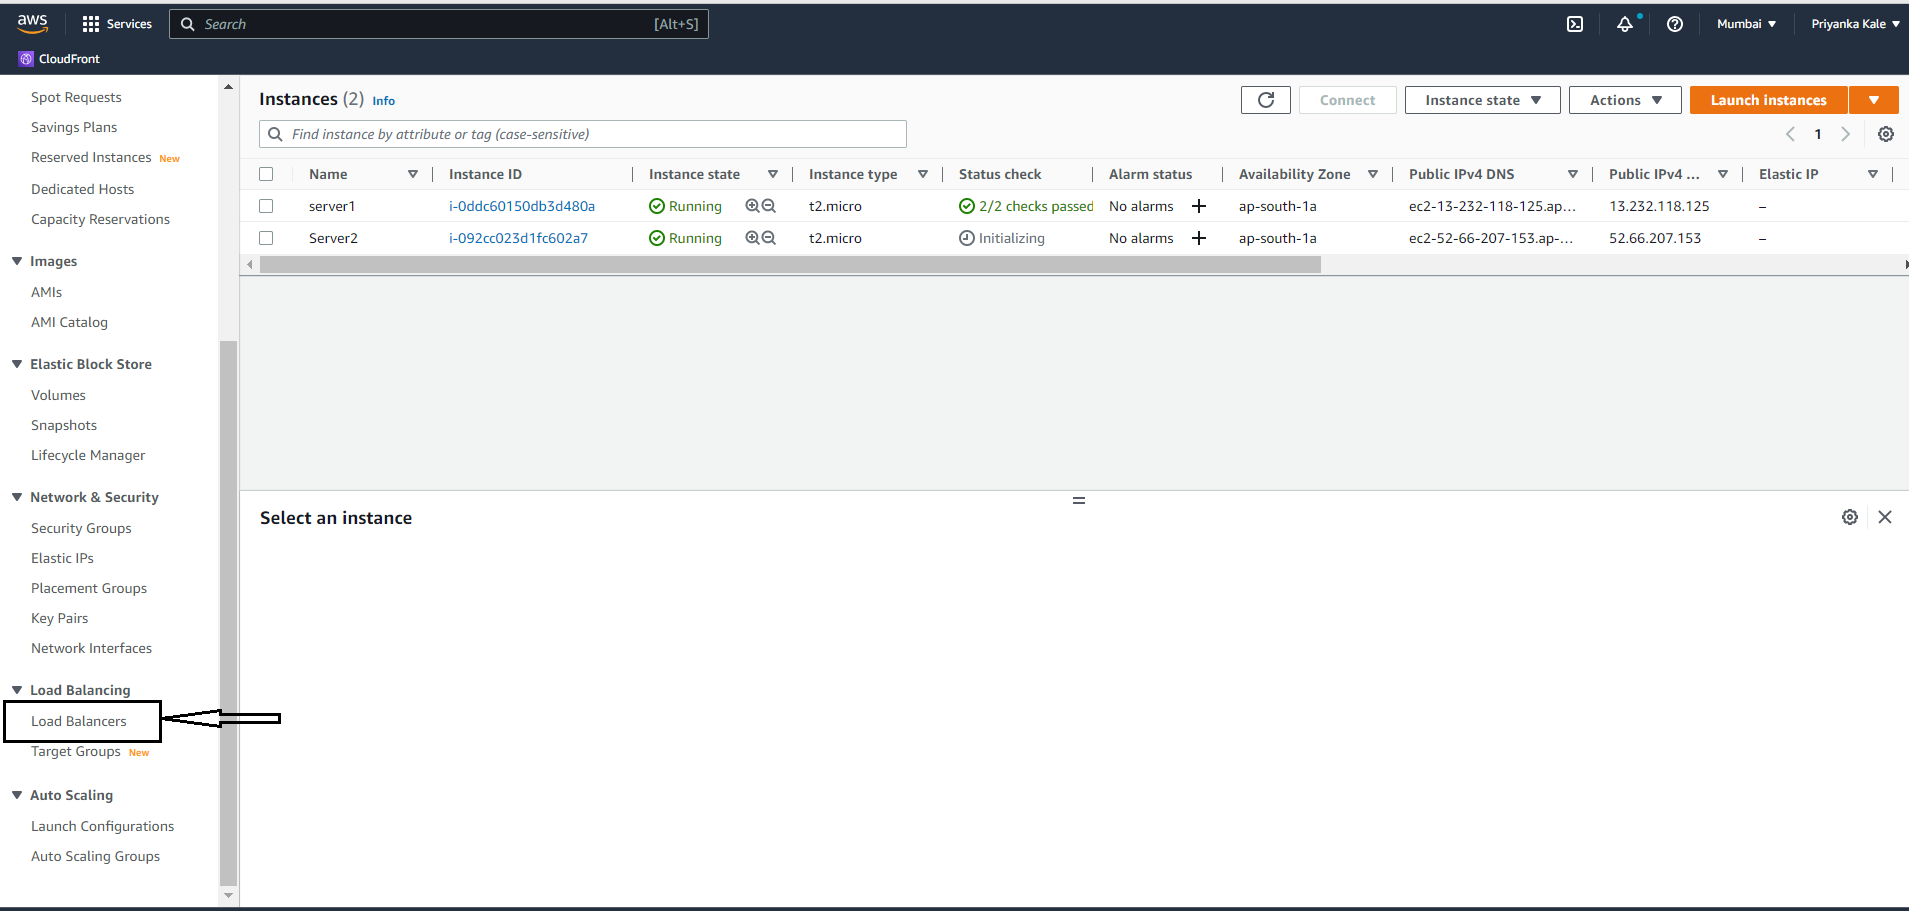 aws
Services
Search
[Alt+S]
Mumbai
Priyanka Kale
CloudFront
Spot Requests
Savings Plans
Reserved Instances New
Dedicated Hosts
Capacity Reservations
Images
AMIs
AMI Catalog
Elastic Block Store
Volumes
Snapshots
Lifecycle Manager
Network & Security
Security Groups
Elastic IPs
Placement Groups
Key Pairs
Network Interfaces
Load Balancing
Load Balancers
Target Groups New
Auto Scaling
Launch Configurations
Auto Scaling Groups
Instances (2) Info
Connect
Instance state
Actions
Launch instances
Find instance by attribute or tag (case-sensitive)
1
Name Instance ID Instance state Instance type Status check Alarm status Availability Zone Public IPv4 DNS Public IPv4 ... Elastic IP
server1 i-0ddc60150db3d480a Running t2.micro 2/2 checks passed No alarms + ap-south-1a ec2-13-232-118-125.ap... 13.232.118.125 –
Server2 i-092cc023d1fc602a7 Running t2.micro Initializing No alarms + ap-south-1a ec2-52-66-207-153.ap-... 52.66.207.153 –
Select an instance